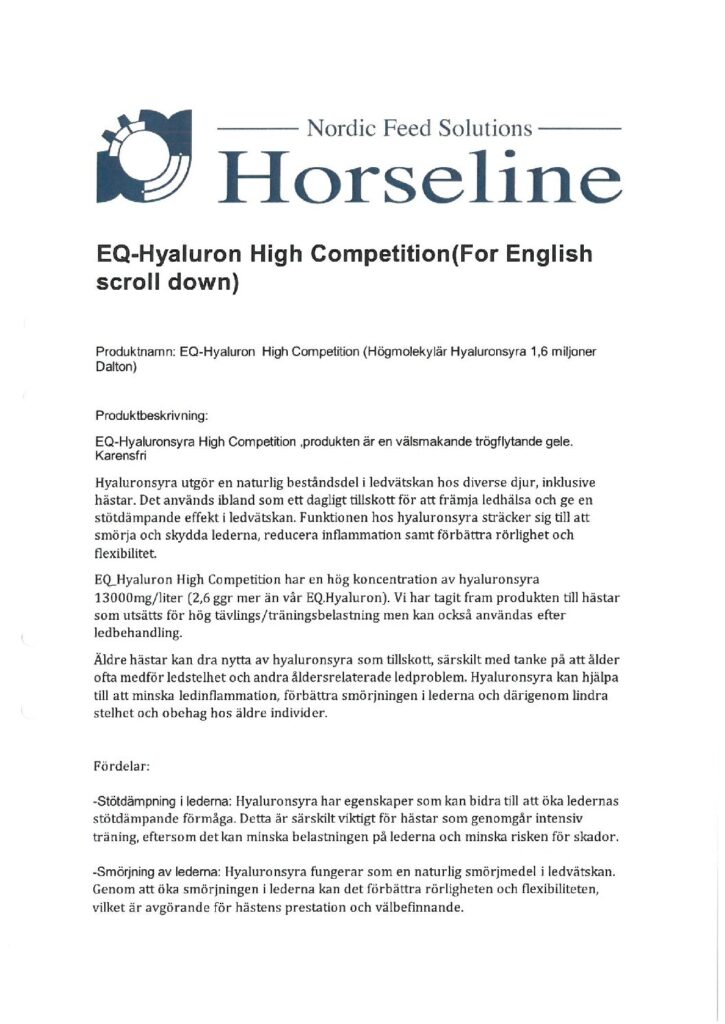 Nordic Feed Solutions
Horseline
EQ-Hyaluron High Competition(For English
scroll down)
Produktnamn: EQ-Hyaluron High Competition (Högmolekylär Hyaluronsyra 1,6 miljoner
Dalton)
Produktbeskrivning:
EQ-Hyaluronsyra High Competition ,produkten är en välsmakande trögflytande gele.
Karensfri
Hyaluronsyra utgör en naturlig beståndsdel i ledvätskan hos diverse djur, inklusive
hästar. Det används ibland som ett dagligt tillskott för att främja ledhälsa och ge en
stötdämpande effekt i ledvätskan. Funktionen hos hyaluronsyra sträcker sig till att
smörja och skydda lederna, reducera inflammation samt förbättra rörlighet och
flexibilitet.
EQ_Hyaluron High Competition har en hög koncentration av hyaluronsyra
13000mg/liter (2,6 ggr mer än vår EQ.Hyaluron). Vi har tagit fram produkten till hästar
som utsätts för hög tävlings/träningsbelastning men kan också användas efter
ledbehandling.
Äldre hästar kan dra nytta av hyaluronsyra som tillskott, särskilt med tanke på att ålder
ofta medför ledstelhet och andra åldersrelaterade ledproblem. Hyaluronsyra kan hjälpa
till att minska ledinflammation, förbättra smörjningen i lederna och därigenom lindra
stelhet och obehag hos äldre individer.
Fördelar:
-Stötdämpning i lederna: Hyaluronsyra har egenskaper som kan bidra till att öka ledernas
stötdämpande förmåga. Detta är särskilt viktigt för hästar som genomgår intensiv
träning, eftersom det kan minska belastningen på lederna och minska risken för skador.
-Smörjning av lederna: Hyaluronsyra fungerar som en naturlig smörjmedel i ledvätskan.
Genom att öka smörjningen i lederna kan det förbättra rörligheten och flexibiliteten,
vilket är avgörande för hästens prestation och välbefinnande.